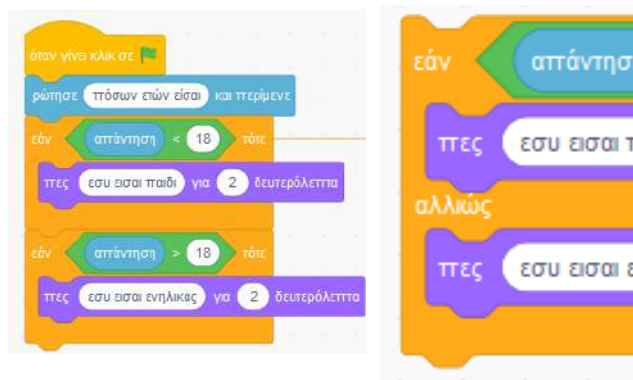 όταν γίνει κλικ σε
ρώτησε πόσων ετών είσαι και περίμενε
εάν απάντηση < 18 τότε
πες εσυ εισαι παιδι για 2 δευτερόλεπτα
εάν απάντηση > 18 τότε
πες εσυ εισαι ενηλικας για 2 δευτερόλεπτα
εάν
πες εσυ εισαι
αλλιώς
πες εσυ εισαι